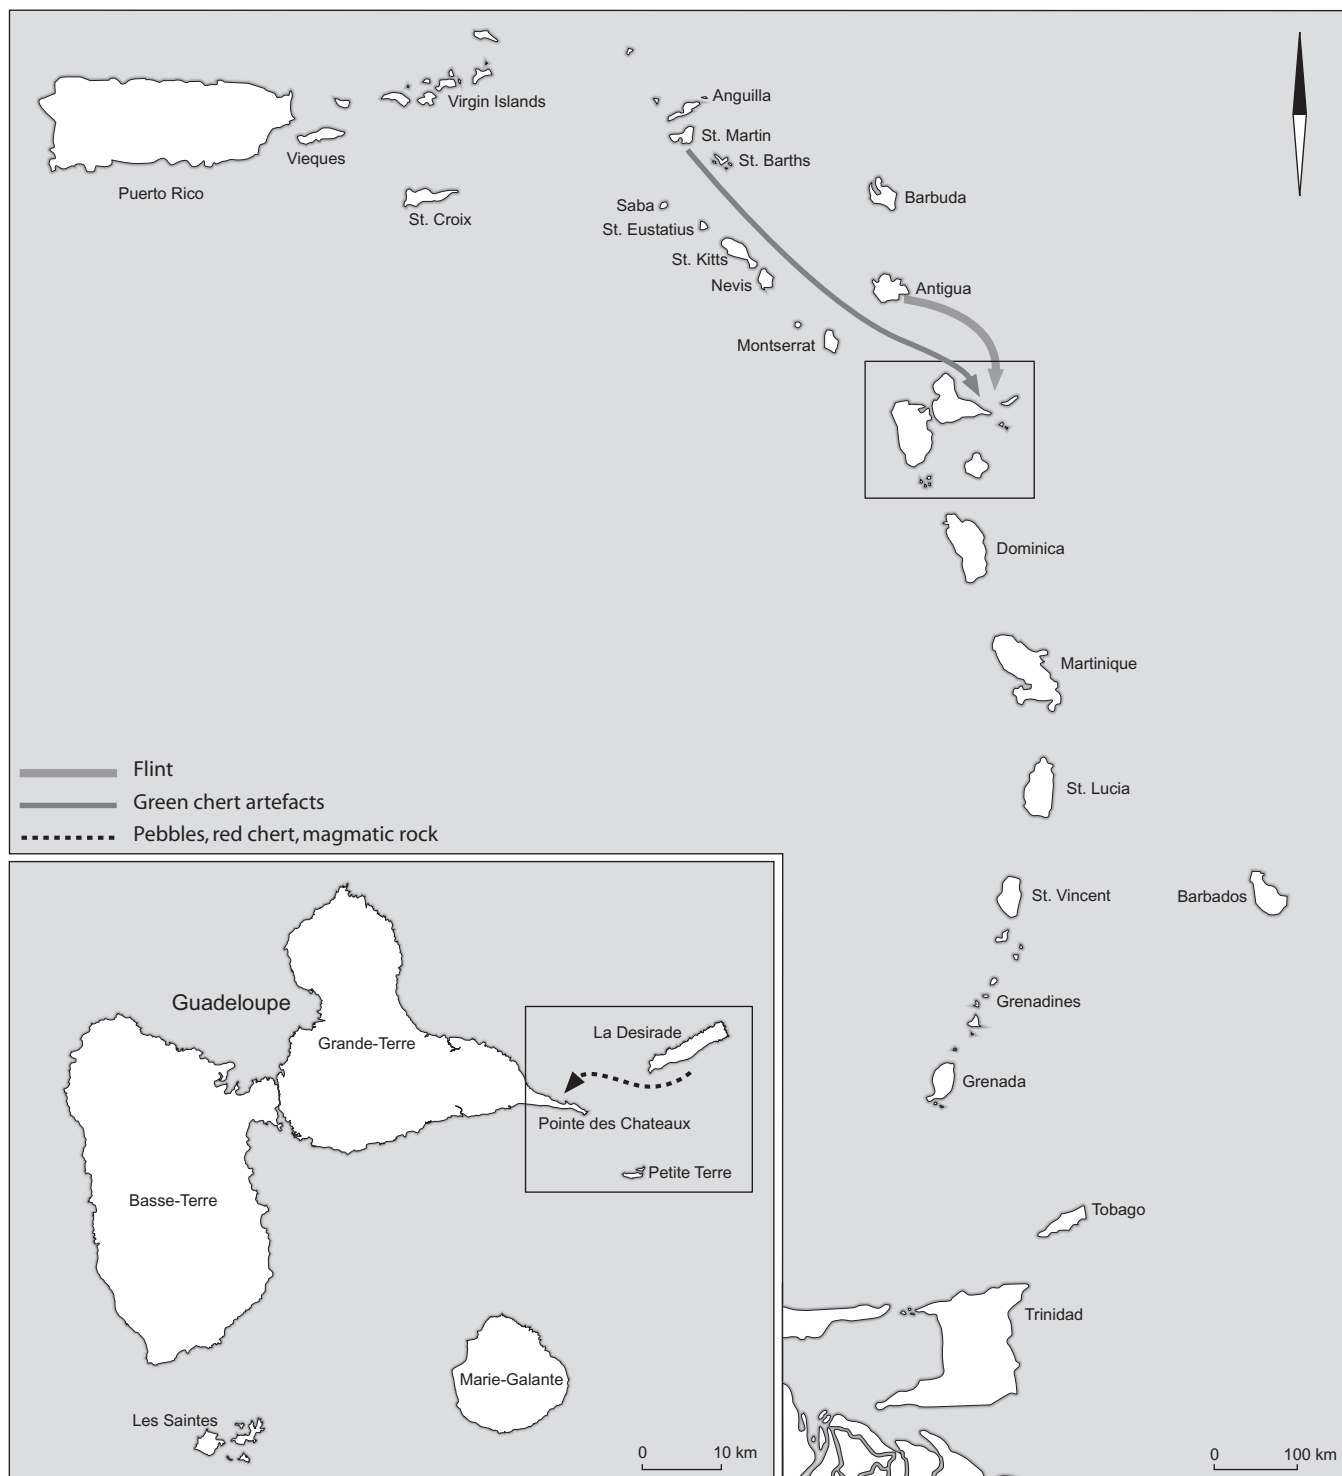 Anguilla
Virgin Islands
St. Martin
Vieques
St. Barths
Puerto Rico
Barbuda
Saba
St. Croix
St. Eustatius
St. Kitts
Nevis
Antigua
Montserrat
Dominica
Martinique
Flint
St. Lucia
Green chert artefacts
Pebbles, red chert, magmatic rock
St. Vincent
Barbados
Grenadines
Grenada
Tobago
Trinidad
0 100 km
Guadeloupe
La Desirade
Grande-Terre
Pointe des Chateaux
Petite Terre
Basse-Terre
Marie-Galante
Les Saintes
0 10 km